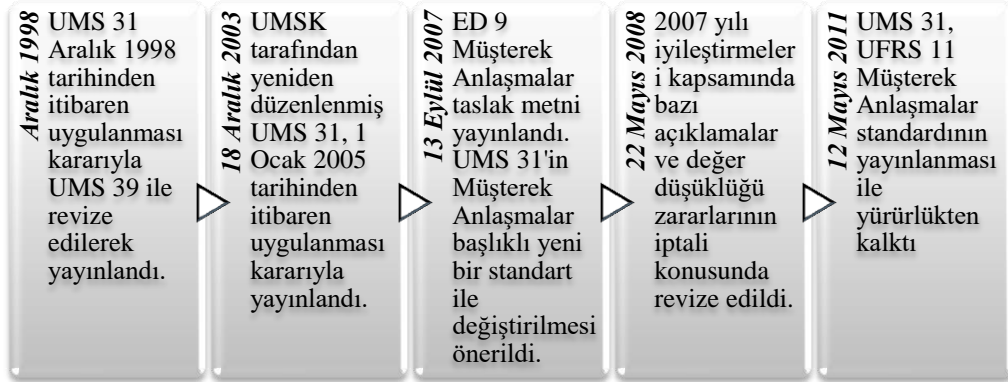 Aralık 1998
UMS 31
Aralık 1998
tarihinden
itibaren
uygulanması
kararıyla
UMS 39 ile
revize
edilerek
yayınlandı.
18 Aralık 2003
UMSK
tarafından
yeniden
düzenlenmiş
UMS 31, 1
Ocak 2005
tarihinden
itibaren
uygulanması
kararıyla
yayınlandı.
13 Eylül 2007
ED 9
Müşterek
Anlaşmalar
taslak metni
yayınlandı.
UMS 31'in
Müşterek
Anlaşmalar
başlıklı yeni
bir standart
ile
değiştirilmesi
önerildi.
22 Mayıs 2008
2007 yılı
iyileştirmeler
i kapsamında
bazı
açıklamalar
ve değer
düşüklüğü
zararlarının
iptali
konusunda
revize edildi.
12 Mayıs 2011
UMS 31,
UFRS 11
Müşterek
Anlaşmalar
standardının
yayınlanması
ile
yürürlükten
kalktı